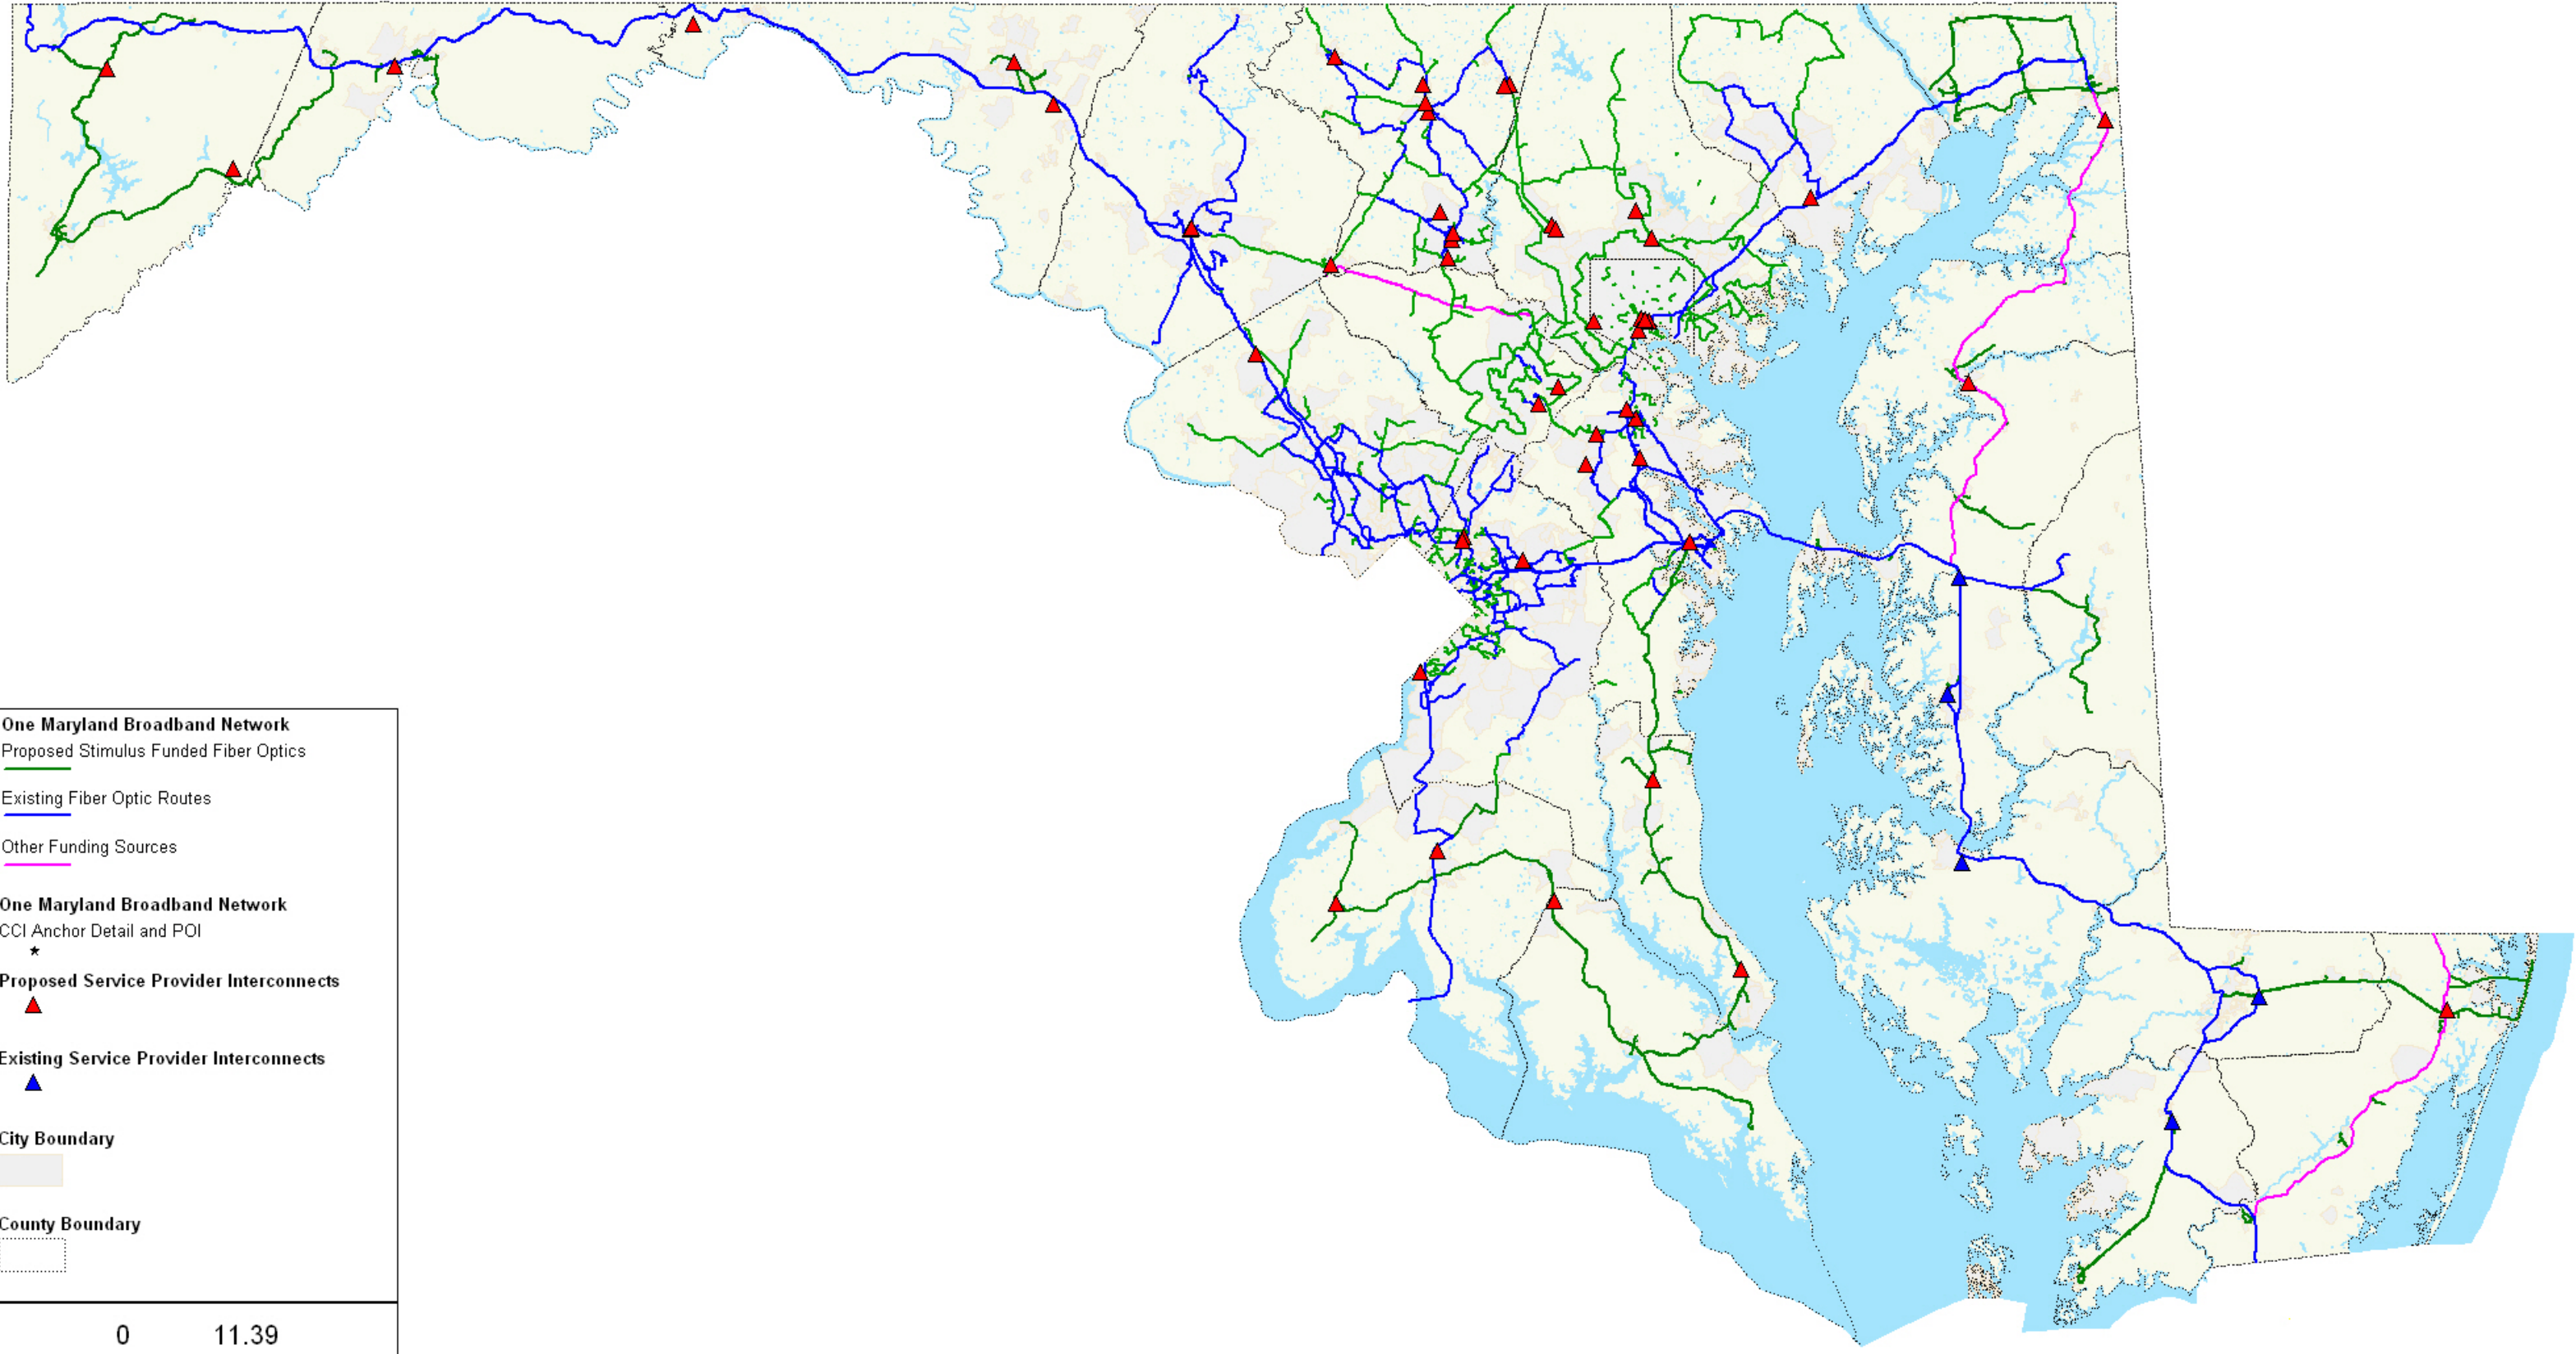 One Maryland Broadband Network
Proposed Stimulus Funded Fiber Optics
Existing Fiber Optic Routes
Other Funding Sources
One Maryland Broadband Network
CCI Anchor Detail and POI
Proposed Service Provider Interconnects
Existing Service Provider Interconnects
City Boundary
County Boundary
0 11.39